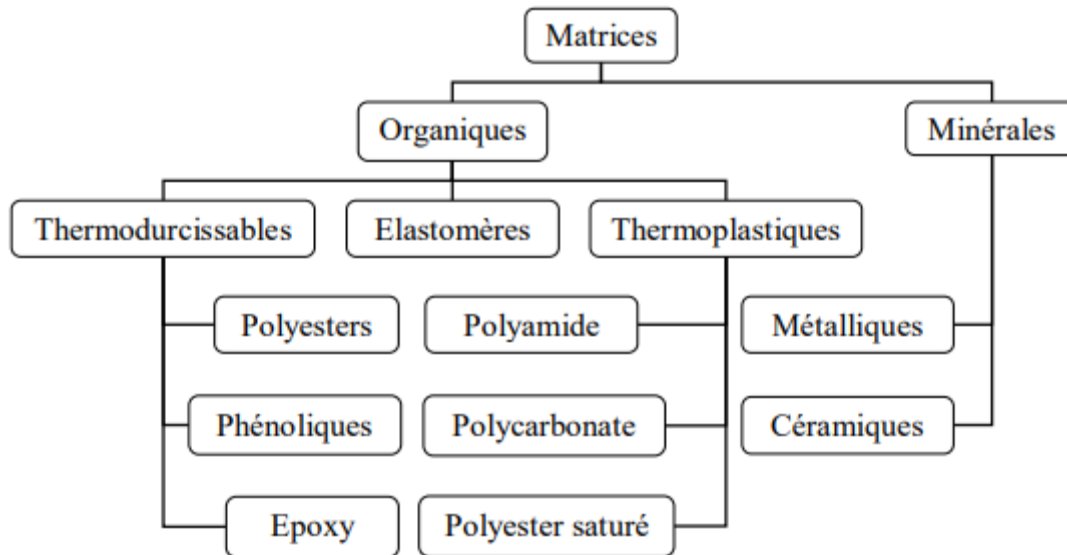 Matrices
Organiques
Minérales
Thermodurcissables
Elastomères
Thermoplastiques
Polyesters
Polyamide
Métalliques
Phénoliques
Polycarbonate
Céramiques
Epoxy
Polyester saturé